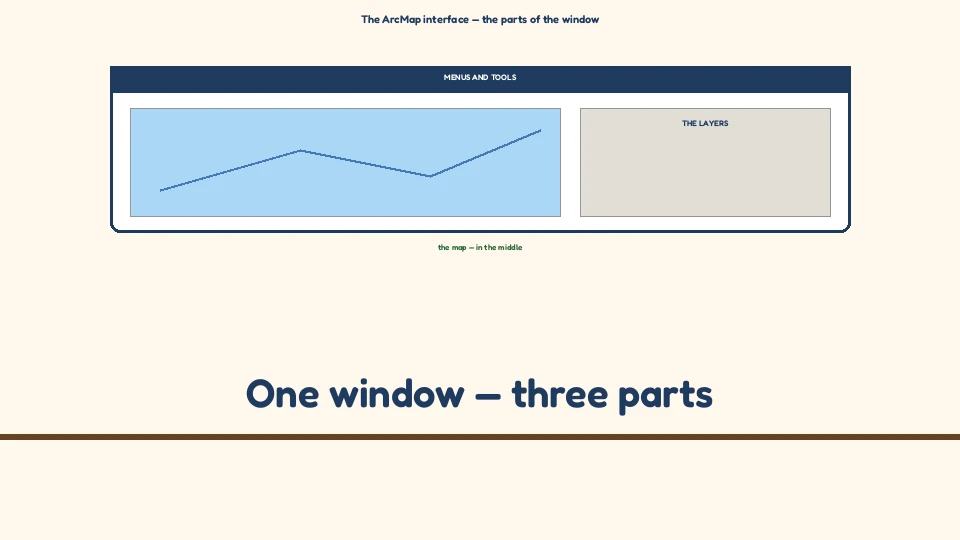 The ArcMap interface — the parts of the window
MENUS AND TOOLS
THE LAYERS
the map — in the middle
One window — three parts